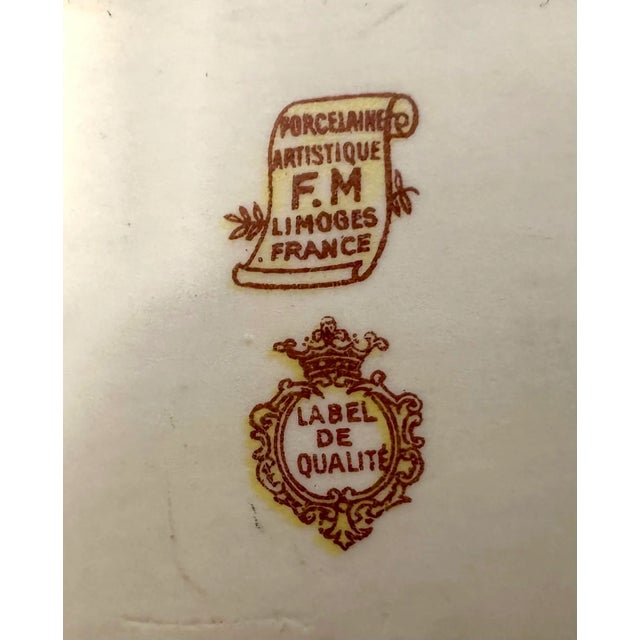 PORCELAINE
ARTISTIQUE
F.M
LIMOGES
FRANCE
LABEL
DE
QUALITÉ